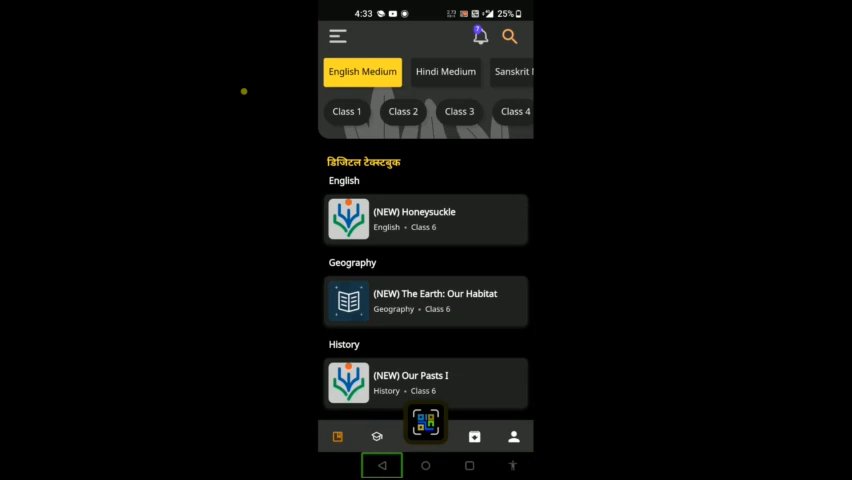 4:33
25%
7
English Medium
Hindi Medium
Sanskrit
Class 1
Class 2
Class 3
Class 4
डिजिटल टेक्स्टबुक
English
(NEW) Honeysuckle
English • Class 6
Geography
(NEW) The Earth: Our Habitat
Geography • Class 6
History
(NEW) Our Pasts I
History • Class 6